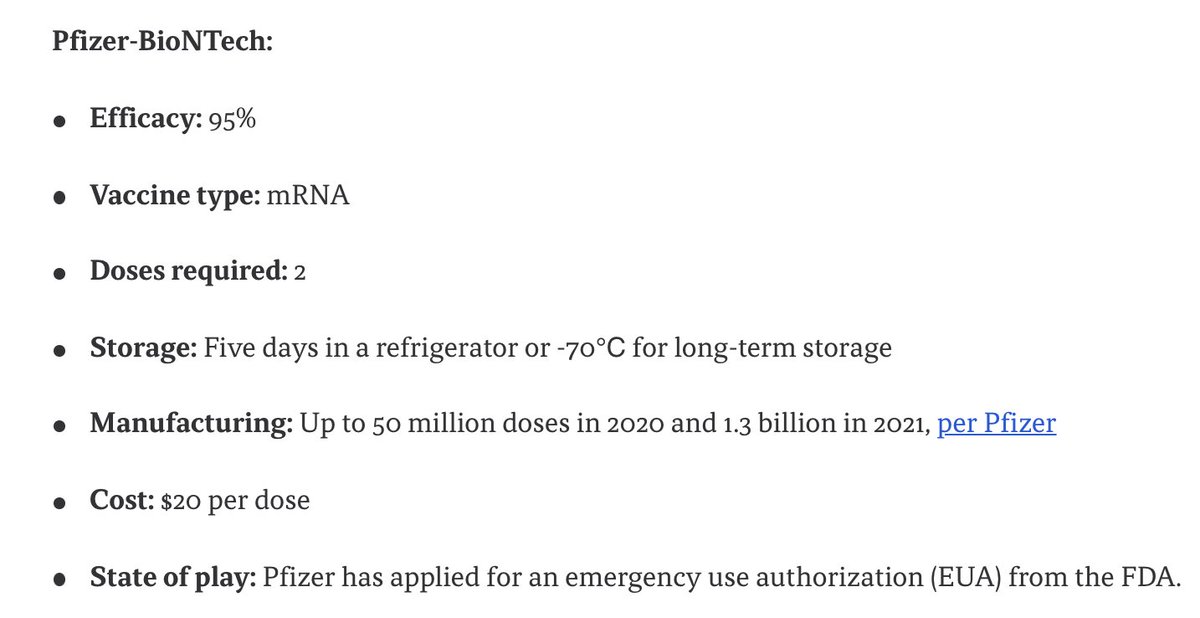 Pfizer-BioNTech:
● Efficacy: 95%
● Vaccine type: mRNA
● Doses required: 2
● Storage: Five days in a refrigerator or -70°C for long-term storage
● Manufacturing: Up to 50 million doses in 2020 and 1.3 billion in 2021, per Pfizer
● Cost: $20 per dose
● State of play: Pfizer has applied for an emergency use authorization (EUA) from the FDA.